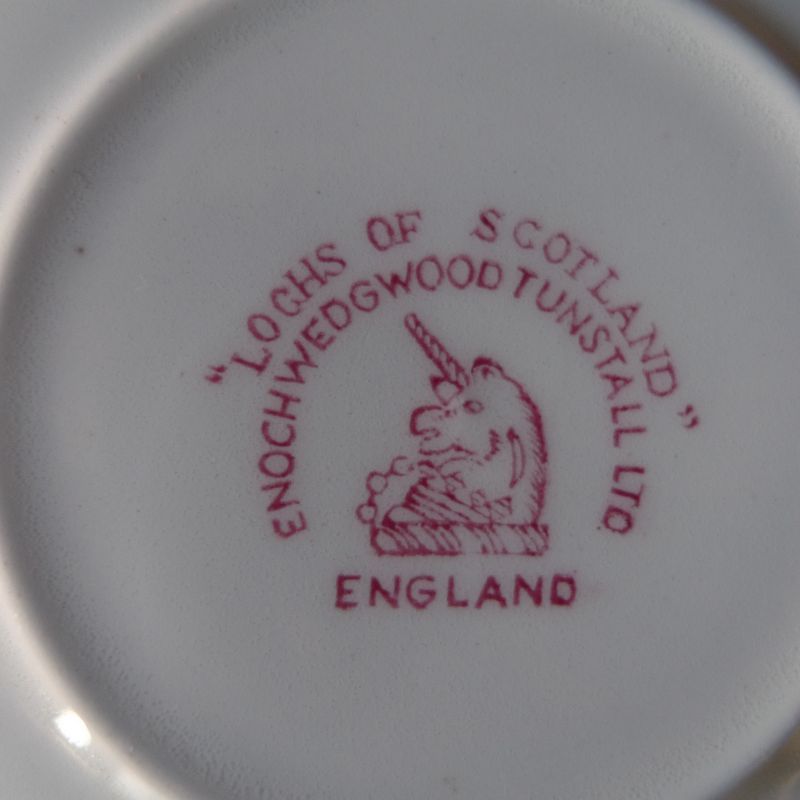 "LOCHS OF SCOTLAND"
ENOCH WEDGWOOD TUNSTALL LTD
ENGLAND